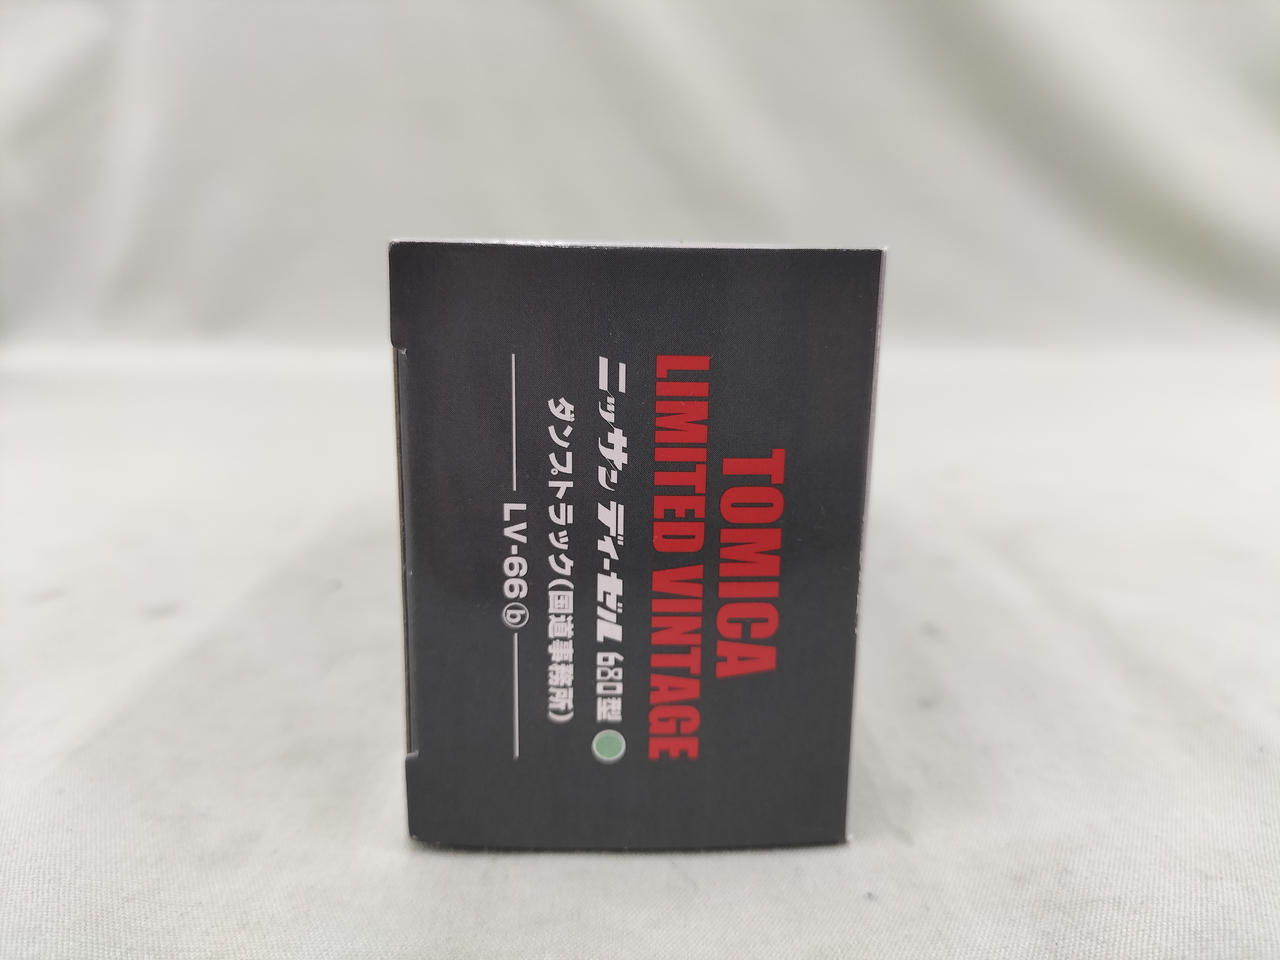 TOMICA
LIMITED VINTAGE
ニッサン ディーゼル 680型
ダンプトラック(国道事務所)
LV-66ⓑ